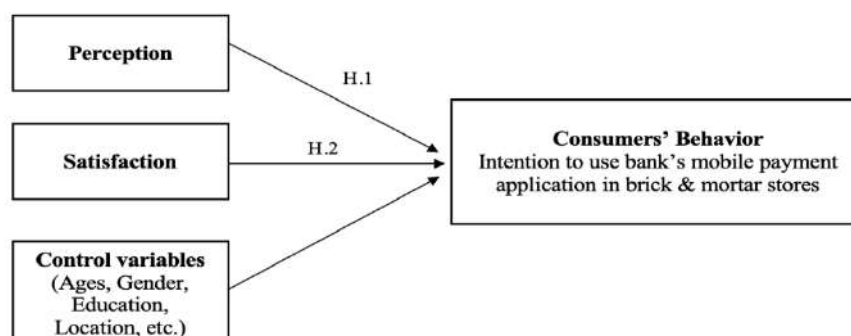 Perception
H.1
Satisfaction
H.2
Control variables
(Ages, Gender,
Education,
Location, etc.)
Consumers’ Behavior
Intention to use bank’s mobile payment
application in brick & mortar stores